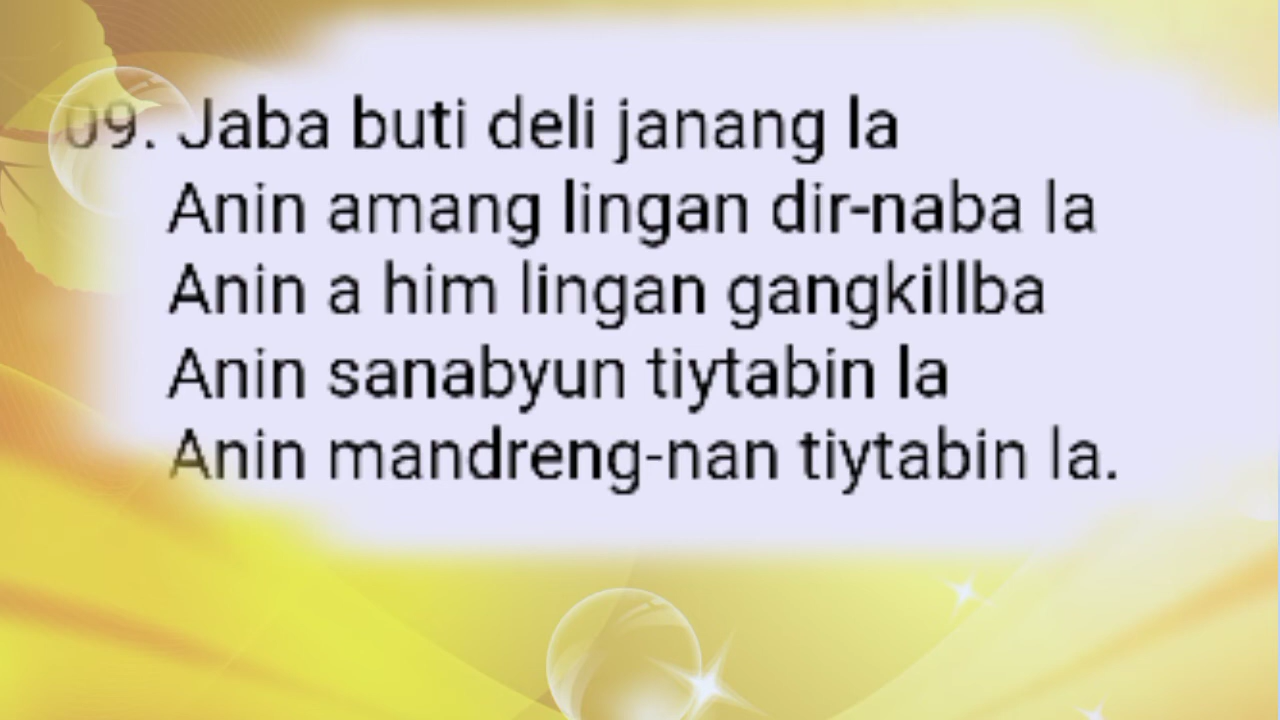 09. Jaba buti deli janang la
Anin amang lingan dir-naba la
Anin a him lingan gangkillba
Anin sanabyun tiytabin la
Anin mandreng-nan tiytabin la.